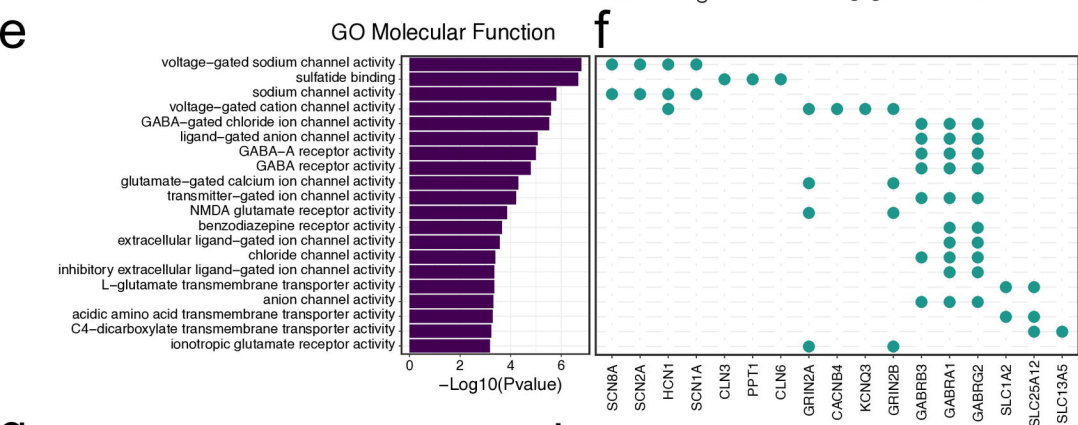 e
GO Molecular Function
f
voltage-gated sodium channel activity
sulfatide binding
sodium channel activity
voltage-gated cation channel activity
GABA-gated chloride ion channel activity
ligand-gated anion channel activity
GABA-A receptor activity
GABA receptor activity
glutamate-gated calcium ion channel activity
transmitter-gated ion channel activity
NMDA glutamate receptor activity
benzodiazepine receptor activity
extracellular ligand-gated ion channel activity
chloride channel activity
inhibitory extracellular ligand-gated ion channel activity
L-glutamate transmembrane transporter activity
anion channel activity
acidic amino acid transmembrane transporter activity
C4-dicarboxylate transmembrane transporter activity
ionotropic glutamate receptor activity
0 2 4 6
-Log10(Pvalue)
SCN8A
SCN2A
HCN1
SCN1A
CLN3
PPT1
CLN6
GRIN2A
CACNB4
KCNQ3
GRIN2B
GABRB3
GABRA1
GABRG2
SLC1A2
SLC25A12
SLC13A5